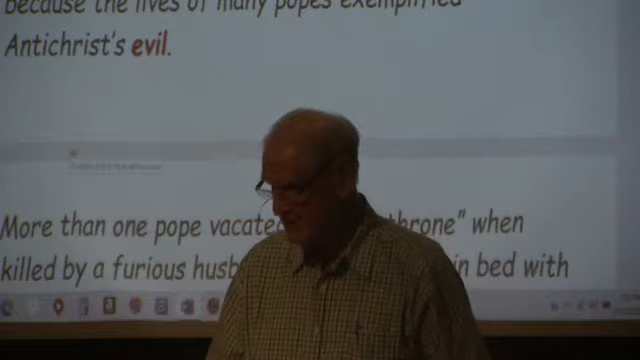 because the lives of many popes exemplified
Antichrist's evil.
More than one pope vacate throne" when
killed by a furious husb in bed with